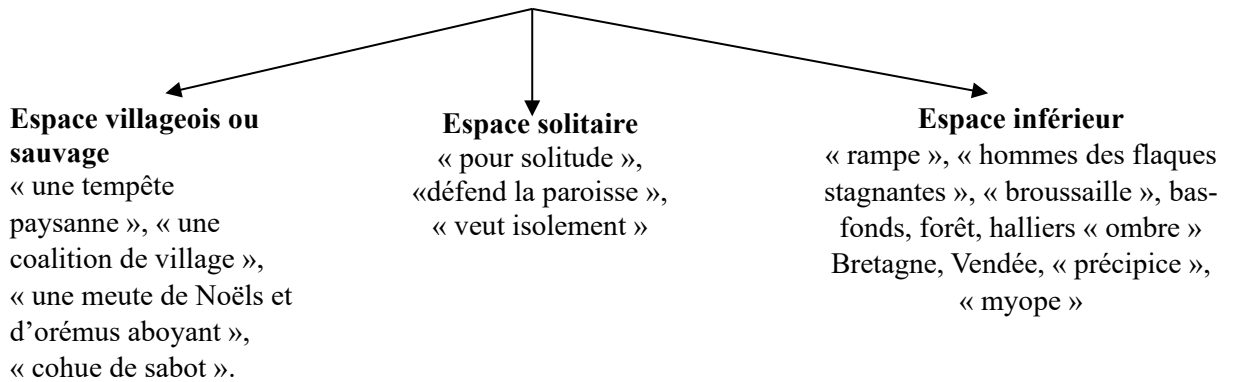 Espace villageois ou
sauvage
« une tempête
paysanne », « une
coalition de village »,
« une meute de Noëls et
d’orémus aboyant »,
« cohue de sabot ».
Espace solitaire
« pour solitude »,
«défend la paroisse »,
« veut isolement »
Espace inférieur
« rampe », « hommes des flaques
stagnantes », « broussaille », bas-
fonds, forêt, halliers « ombre »
Bretagne, Vendée, « précipice »,
« myope »